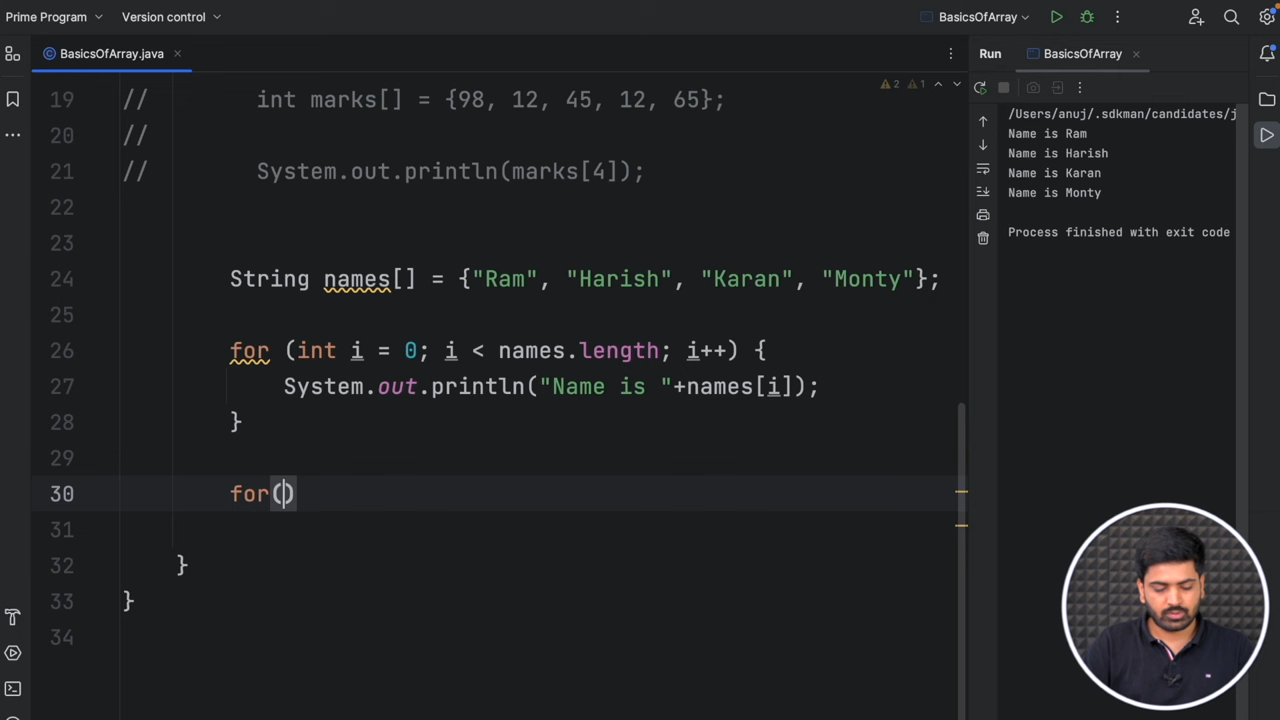 Prime Program Version control BasicsOfArray
BasicsOfArray.java Run BasicsOfArray
19 // int marks[] = {98, 12, 45, 12, 65}; 2 1
20 //
21 // System.out.println(marks[4]);
22
23
24 String names[] = {"Ram", "Harish", "Karan", "Monty"};
25
26 for (int i = 0; i < names.length; i++) {
27 System.out.println("Name is "+names[i]);
28 }
29
30 for()
31
32 }
33 }
34
/Users/anuj/.sdkman/candidates/j
Name is Ram
Name is Harish
Name is Karan
Name is Monty
Process finished with exit code